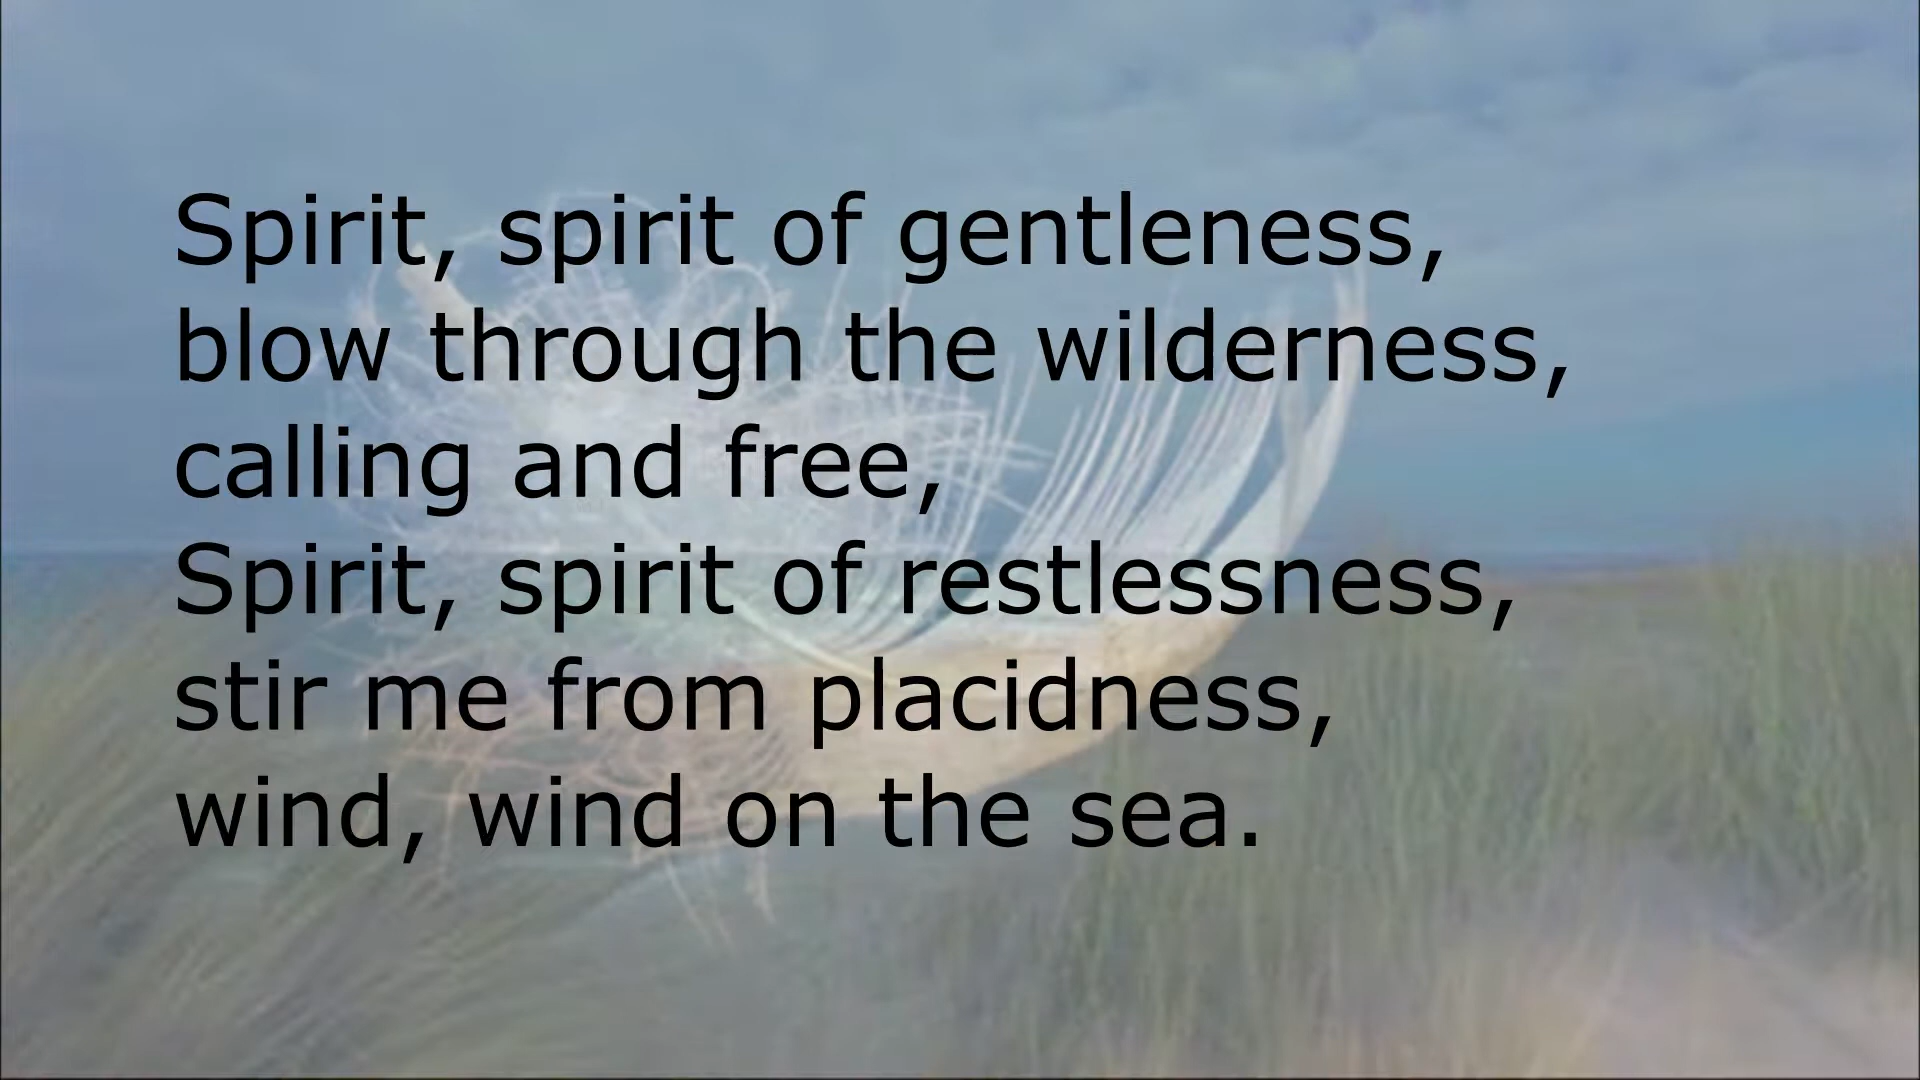 Spirit, spirit of gentleness,
blow through the wilderness,
calling and free,
Spirit, spirit of restlessness,
stir me from placidness,
wind, wind on the sea.